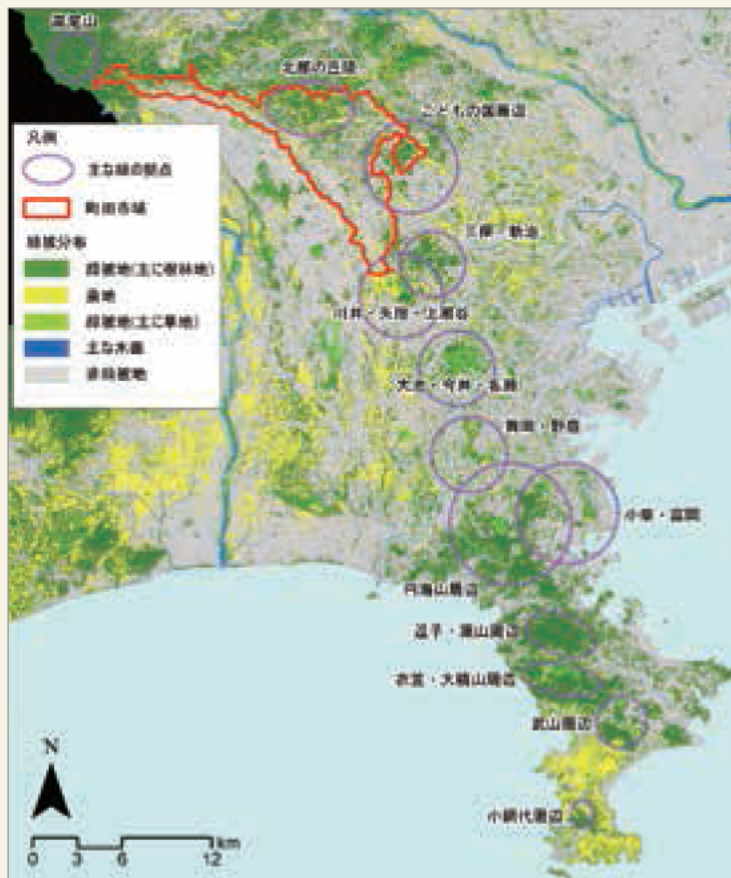 高尾山
北部の丘陵
こどもの国周辺
凡例
主な緑の拠点
町田市域
緑被分布
緑被地(主に樹林地)
農地
緑被地(主に草地)
主な水面
非緑被地
三保・新治
川井・矢指・上瀬谷
大池・今井・名瀬
舞岡・野庭
小柴・富岡
円海山周辺
逗子・葉山周辺
衣笠・大楠山周辺
武山周辺
小網代周辺
N
km
0 3 6 12